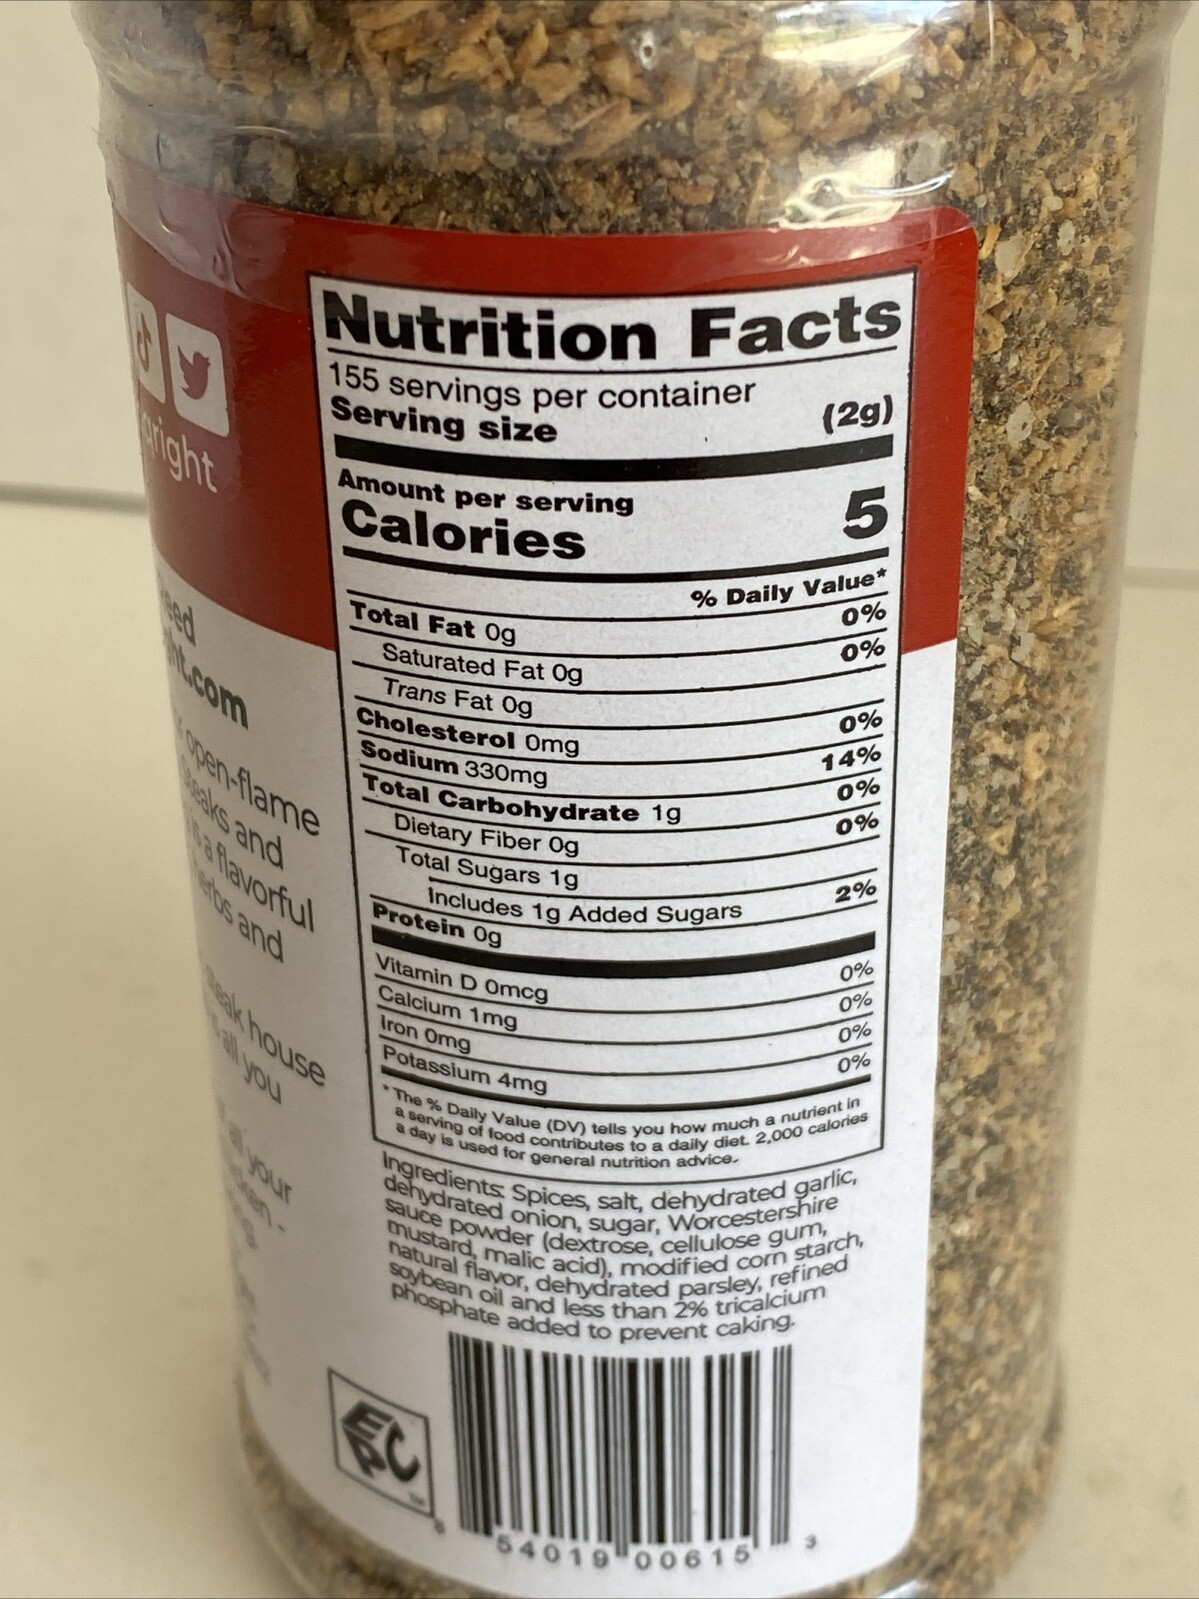 qright
ht.com
open-flame
steaks and
is a flavorful
herbs and
steak house
all you
all your
Nutrition Facts
155 servings per container
Serving size (2g)
Amount per serving
Calories 5
% Daily Value*
Total Fat 0g 0%
Saturated Fat 0g 0%
Trans Fat 0g
Cholesterol 0mg 0%
Sodium 330mg 14%
Total Carbohydrate 1g 0%
Dietary Fiber 0g 0%
Total Sugars 1g
Includes 1g Added Sugars 2%
Protein 0g
Vitamin D 0mcg 0%
Calcium 1mg 0%
Iron 0mg 0%
Potassium 4mg 0%
* The % Daily Value (DV) tells you how much a nutrient in
a serving of food contributes to a daily diet. 2,000 calories
a day is used for general nutrition advice.
Ingredients: Spices, salt, dehydrated garlic,
dehydrated onion, sugar, Worcestershire
sauce powder (dextrose, cellulose gum,
mustard, malic acid), modified corn starch,
natural flavor, dehydrated parsley, refined
soybean oil and less than 2% tricalcium
phosphate added to prevent caking.
EPC
TM
54019 00615 3